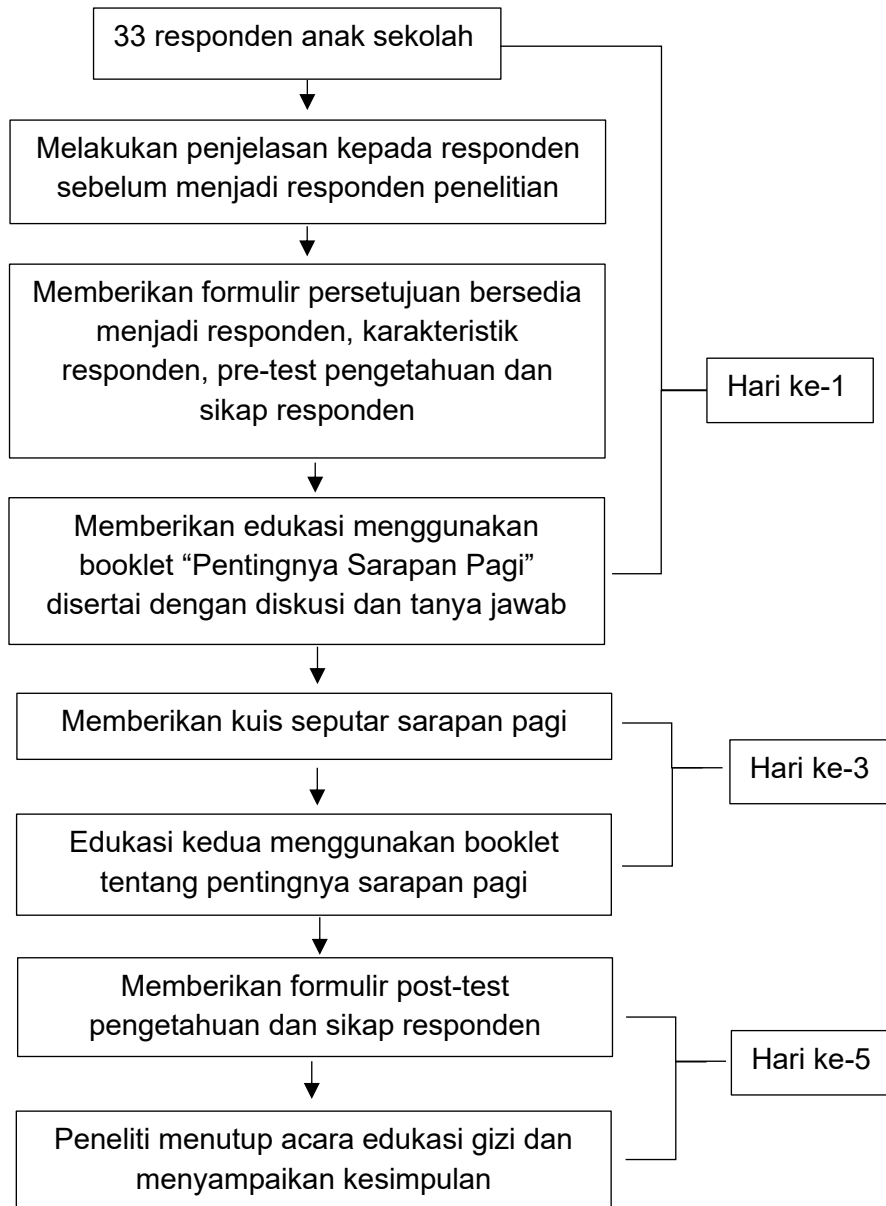 33 responden anak sekolah
Melakukan penjelasan kepada responden
sebelum menjadi responden penelitian
Memberikan formulir persetujuan bersedia
menjadi responden, karakteristik
responden, pre-test pengetahuan dan
sikap responden
Hari ke-1
Memberikan edukasi menggunakan
booklet “Pentingnya Sarapan Pagi”
disertai dengan diskusi dan tanya jawab
Memberikan kuis seputar sarapan pagi
Hari ke-3
Edukasi kedua menggunakan booklet
tentang pentingnya sarapan pagi
Memberikan formulir post-test
pengetahuan dan sikap responden
Hari ke-5
Peneliti menutup acara edukasi gizi dan
menyampaikan kesimpulan